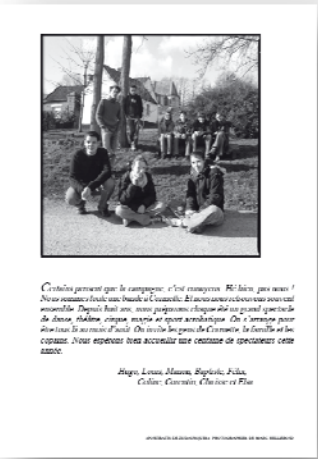 Certains pensent que la campagne, c'est ennuyeux. Hé bien, pas nous !
Nous sommes toute une bande à Cormette. Et nous nous retrouvons souvent
ensemble. Depuis huit ans, nous préparons chaque été un grand spectacle
de danse, théâtre, cirque, magie et sport acrobatique. On s'arrange pour
être tous là au mois d'août. On invite les gens de Cormette, la famille et les
copains. Nous espérons bien accueillir une centaine de spectateurs cette
année.
Hugo, Louis, Manon, Baptiste, Félix,
Coline, Corentin, Clarisse et Elsa